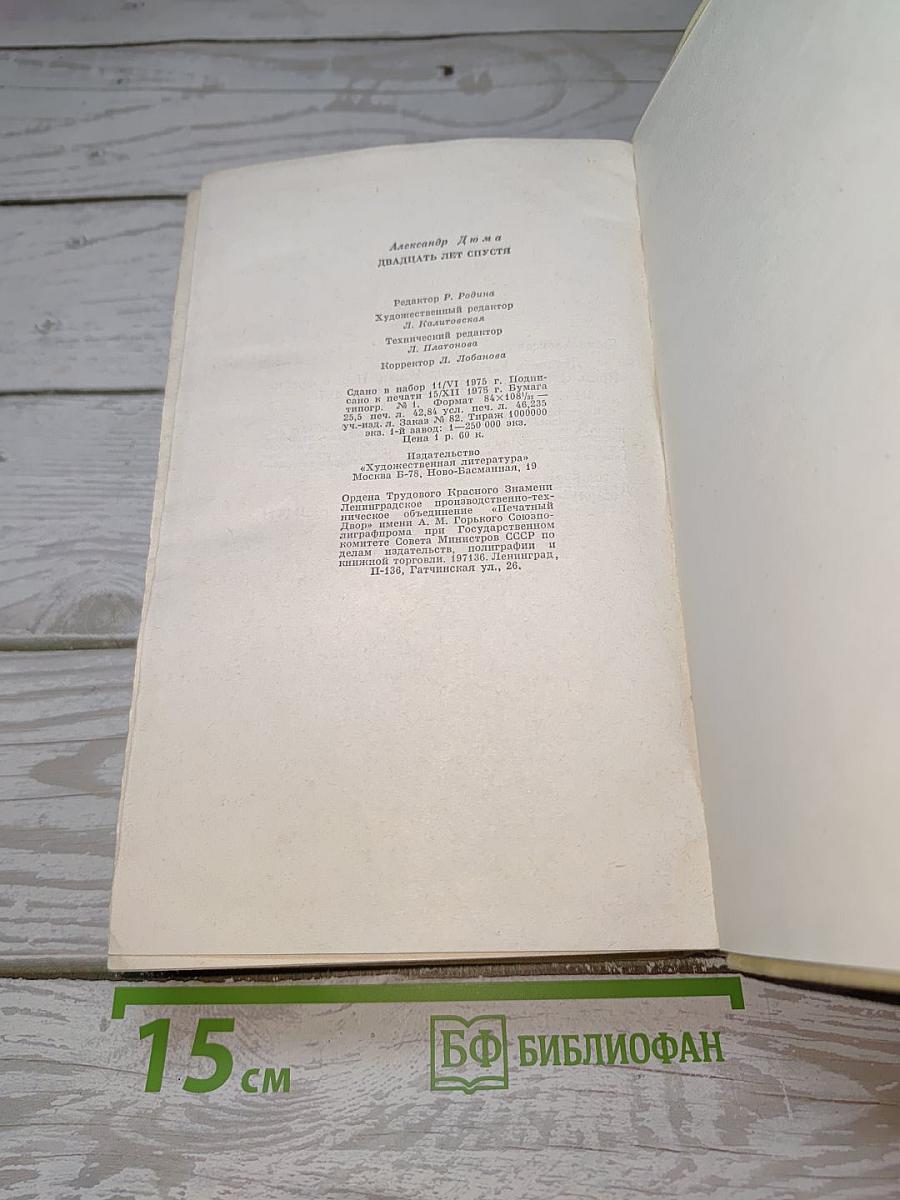 Александр Дюма
ДВАДЦАТЬ ЛЕТ СПУСТЯ
Редактор Р. Родина
Художественный редактор
Л. Калитовская
Технический редактор
Л. Платонова
Корректор Л. Лобанова
Сдано в набор 11/VI 1975 г. Подпи-
сано к печати 15/XII 1975 г. Бумага
типогр. № 1. Формат 84×108¹/₃₂ —
25,5 печ. л. 42,84 усл. печ. л. 46,235
уч.-изд. л. Заказ № 82. Тираж 1000000
экз. 1-й завод: 1—250 000 экз.
Цена 1 р. 60 к.
Издательство
«Художественная литература»
Москва Б-78, Ново-Басманная, 19
Ордена Трудового Красного Знамени
Ленинградское производственно-тех-
ническое объединение «Печатный
Двор» имени А. М. Горького Союзпо-
лиграфпрома при Государственном
комитете Совета Министров СССР по
делам издательств, полиграфии и
книжной торговли. 197136. Ленинград,
П-136, Гатчинская ул., 26.
15 см
БФ БИБЛИОФАН